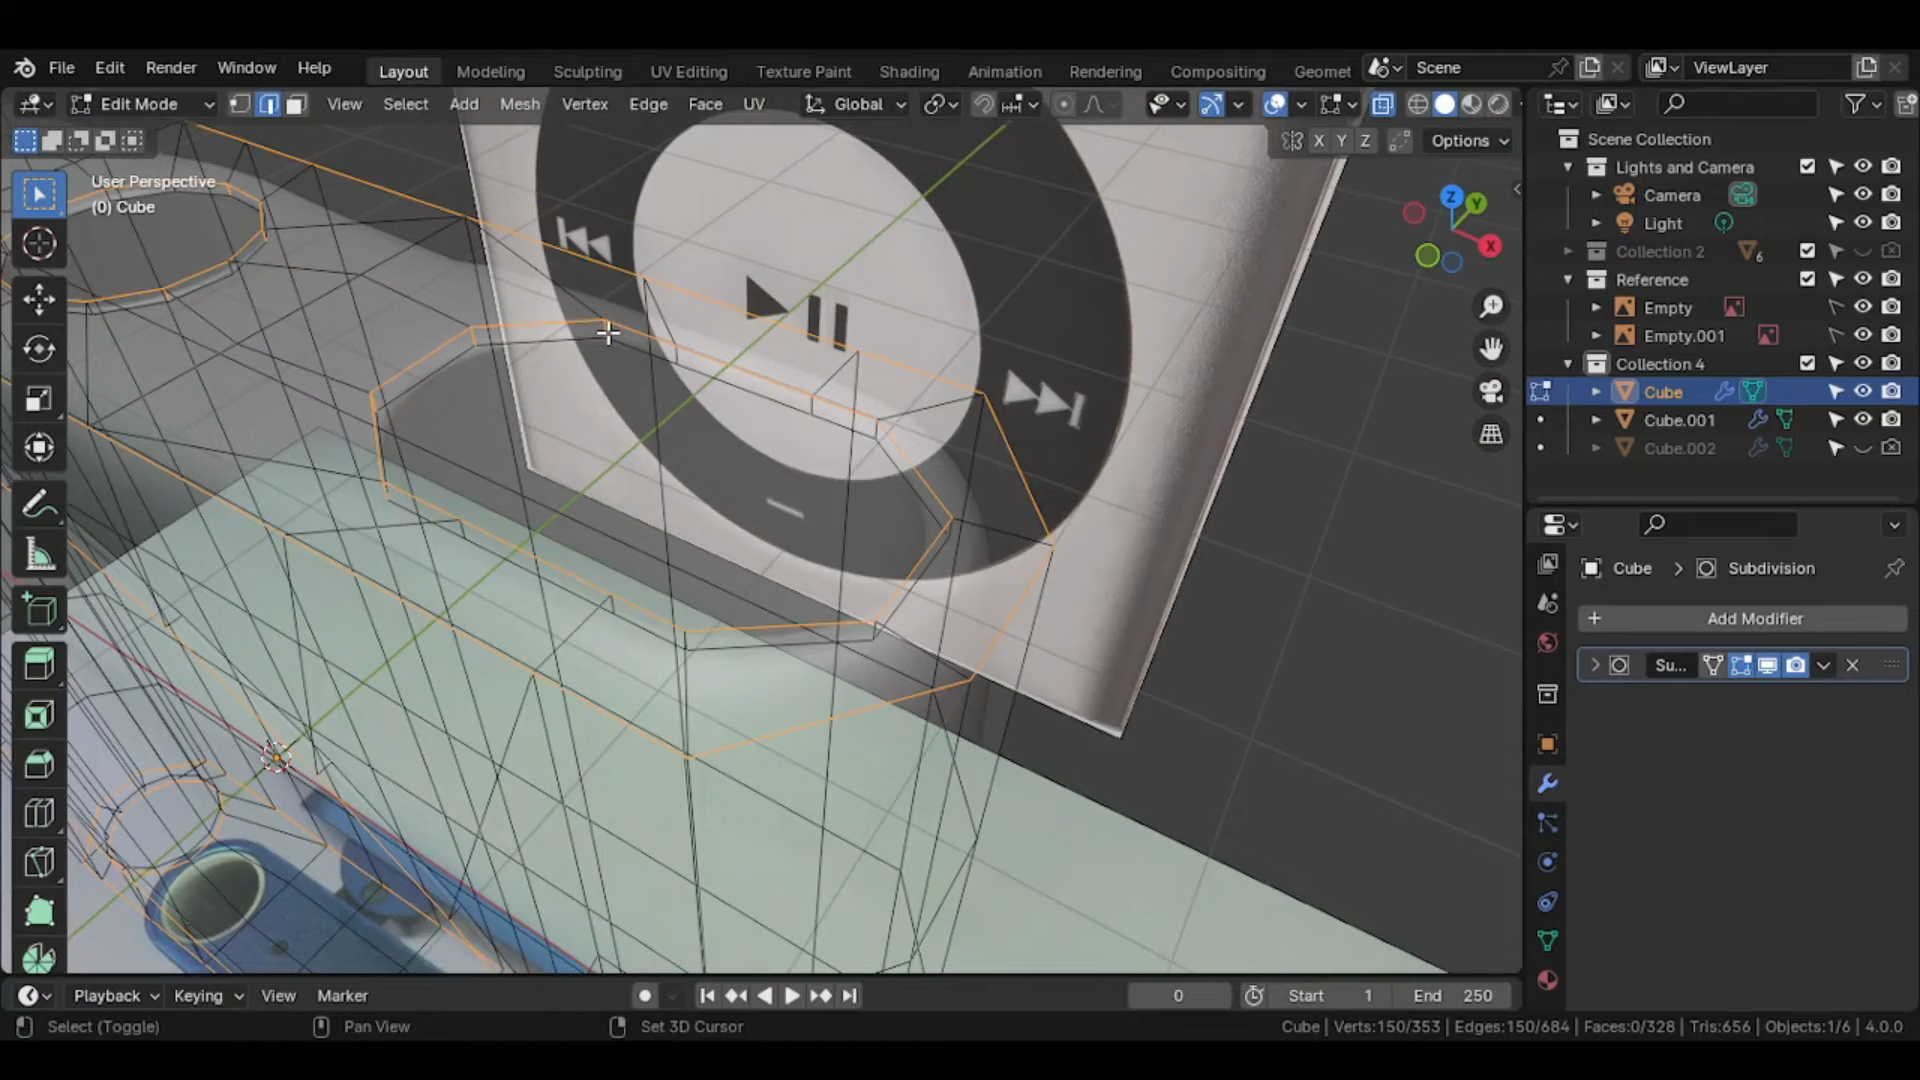 File Edit Render Window Help Layout Modeling Sculpting UV Editing Texture Paint Shading Animation Rendering Compositing Geomet Scene ViewLayer
Edit Mode View Select Add Mesh Vertex Edge Face UV Global
X Y Z Options
User Perspective
(0) Cube
Z Y X
Scene Collection
Lights and Camera
Camera
Light
Collection 2 6
Reference
Empty
Empty.001
Collection 4
Cube
Cube.001
Cube.002
Cube > Subdivision
+ Add Modifier
Su...
Playback Keying View Marker 0 Start 1 End 250
Select (Toggle) Pan View Set 3D Cursor Cube | Verts:150/353 | Edges:150/684 | Faces:0/328 | Tris:656 | Objects:1/6 | 4.0.0